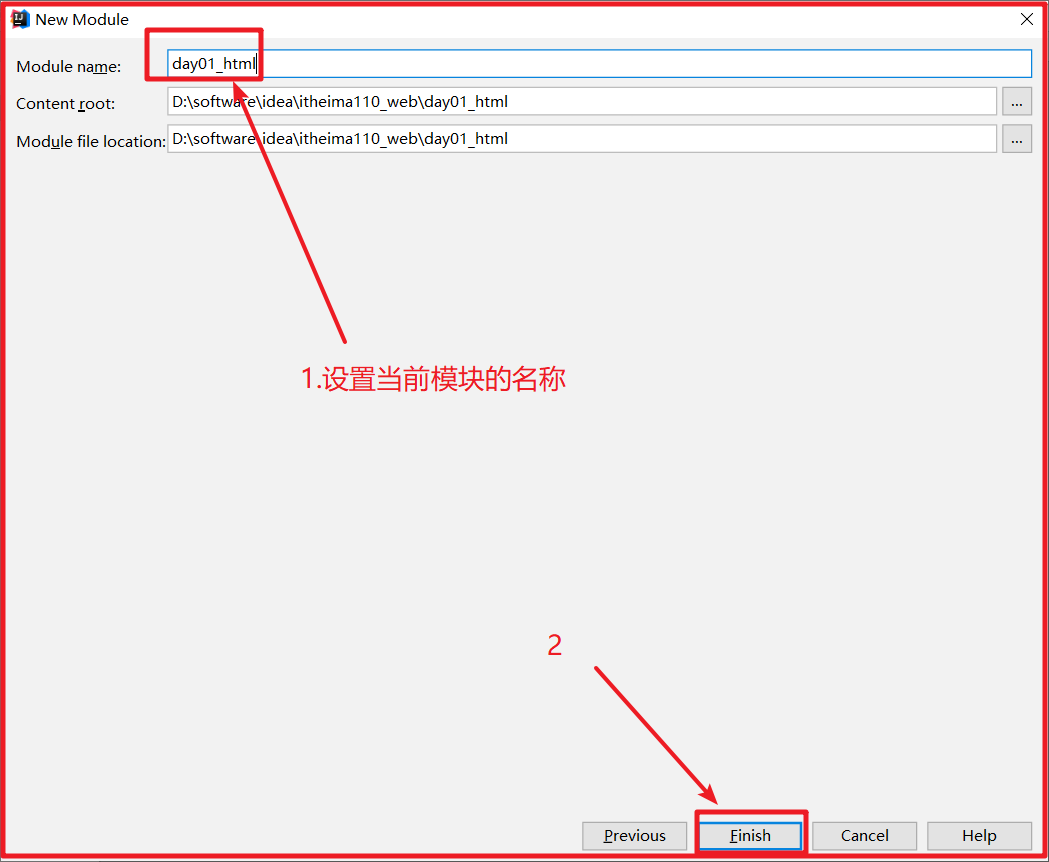 New Module
Module name: day01_html
Content root: D:\software\idea\itheima110_web\day01_html ...
Module file location: D:\software\idea\itheima110_web\day01_html ...
1.设置当前模块的名称
2
Previous Finish Cancel Help